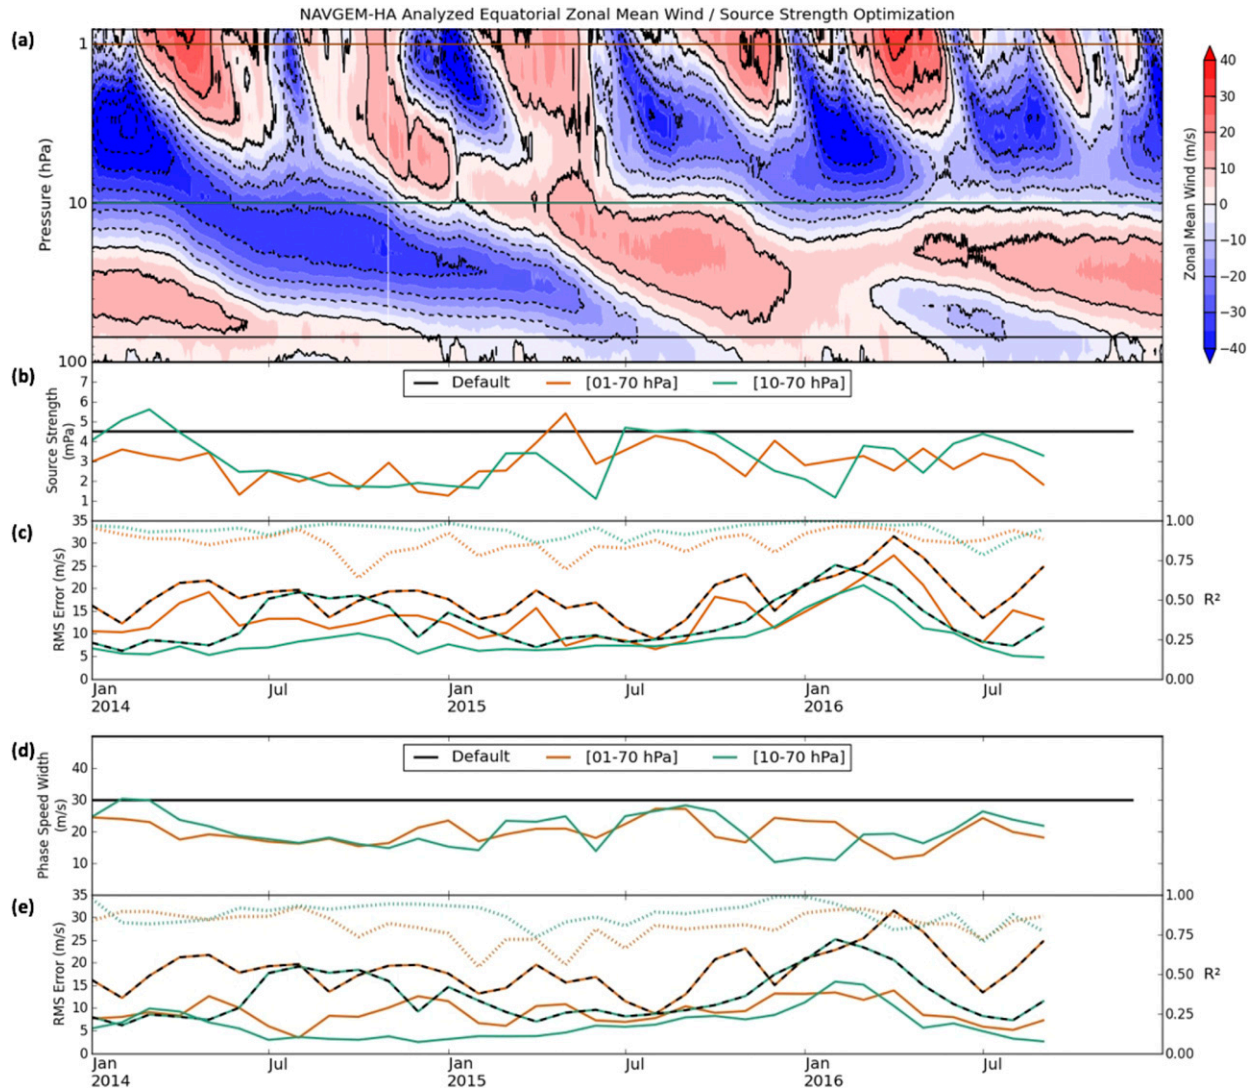 NAVGEM-HA Analyzed Equatorial Zonal Mean Wind / Source Strength Optimization
(a)
1
10
100
Pressure (hPa)
40
30
20
10
0
−10
−20
−30
−40
Zonal Mean Wind (m/s)
(b)
Default [01-70 hPa] [10-70 hPa]
7
6
5
4
3
2
1
Source Strength
(mPa)
(c)
35
30
25
20
15
10
5
0
RMS Error (m/s)
1.00
0.75
0.50
0.25
0.00
R²
Jan Jul Jan Jul Jan Jul
2014 2015 2016
(d)
Default [01-70 hPa] [10-70 hPa]
40
30
20
10
Phase Speed Width
(m/s)
(e)
35
30
25
20
15
10
5
0
RMS Error (m/s)
1.00
0.75
0.50
0.25
0.00
R²
Jan Jul Jan Jul Jan Jul
2014 2015 2016